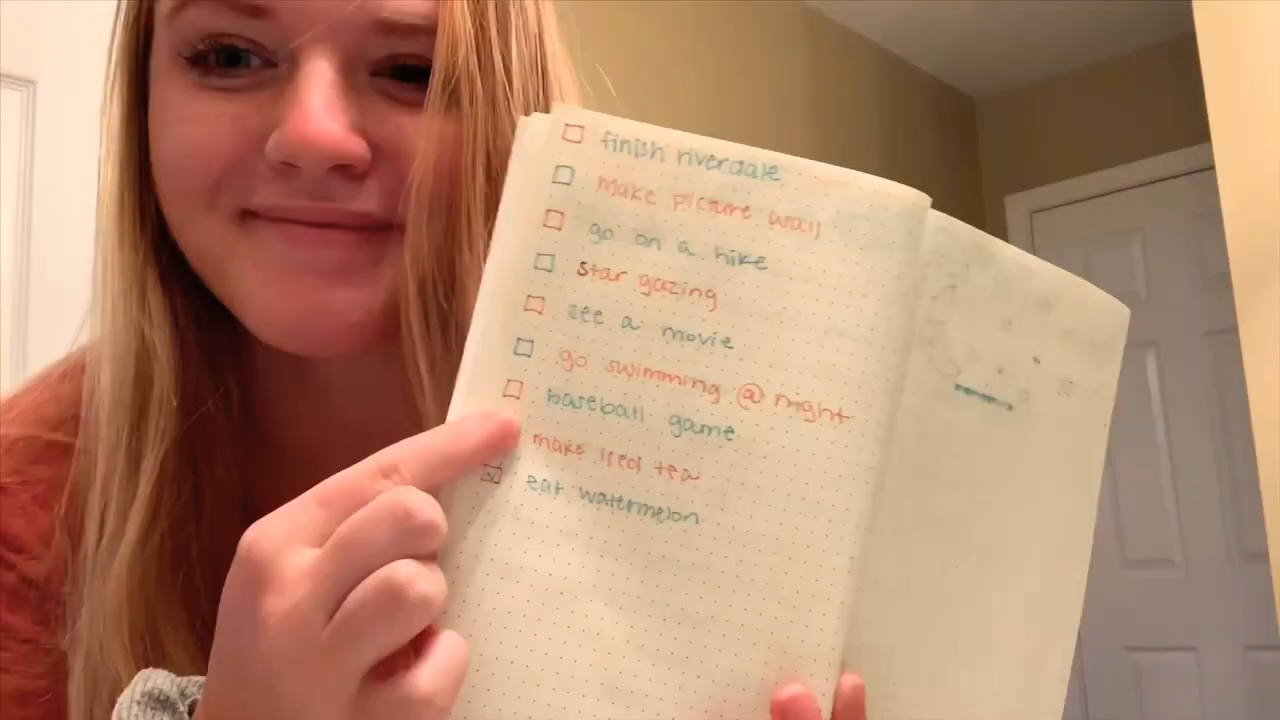 finish riverdale
make picture wall
go on a hike
star gazing
see a movie
go swimming @ night
baseball game
make iced tea
eat watermelon